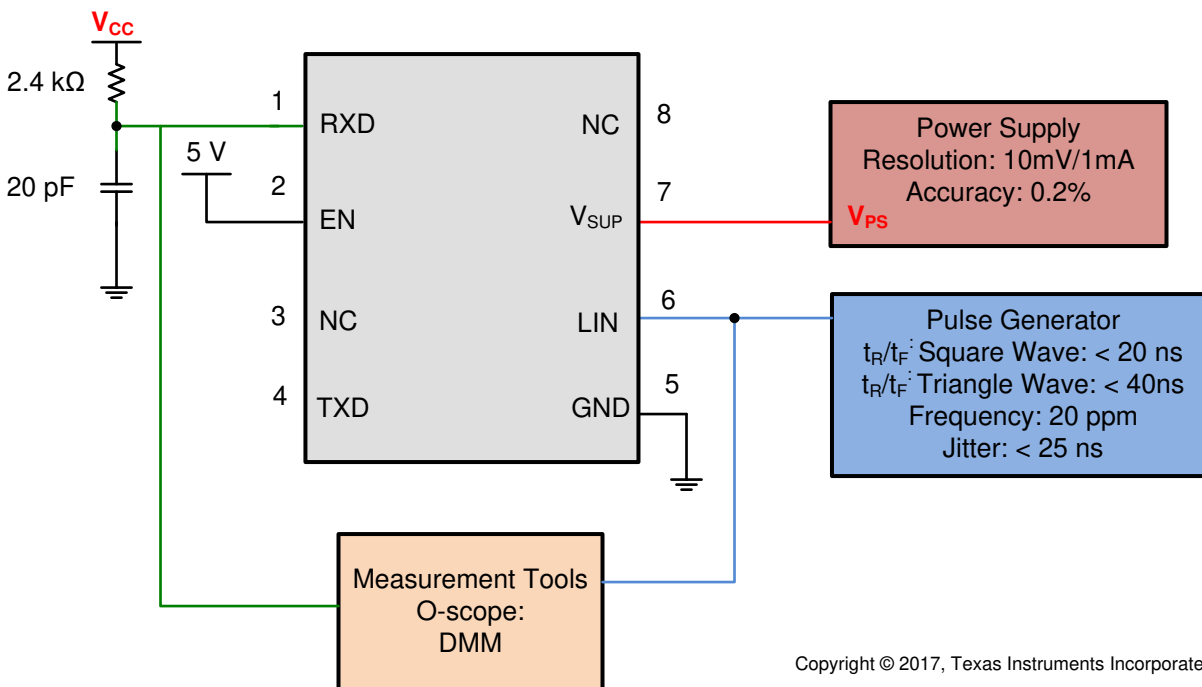 VCC
2.4 kΩ
20 pF
5 V
1
RXD
2
EN
3
NC
4
TXD
NC
8
VSUP
7
LIN
6
GND
5
Power Supply
Resolution: 10mV/1mA
Accuracy: 0.2%
VPS
Pulse Generator
tR/tF: Square Wave: < 20 ns
tR/tF: Triangle Wave: < 40ns
Frequency: 20 ppm
Jitter: < 25 ns
Measurement Tools
O-scope:
DMM
Copyright © 2017, Texas Instruments Incorporate